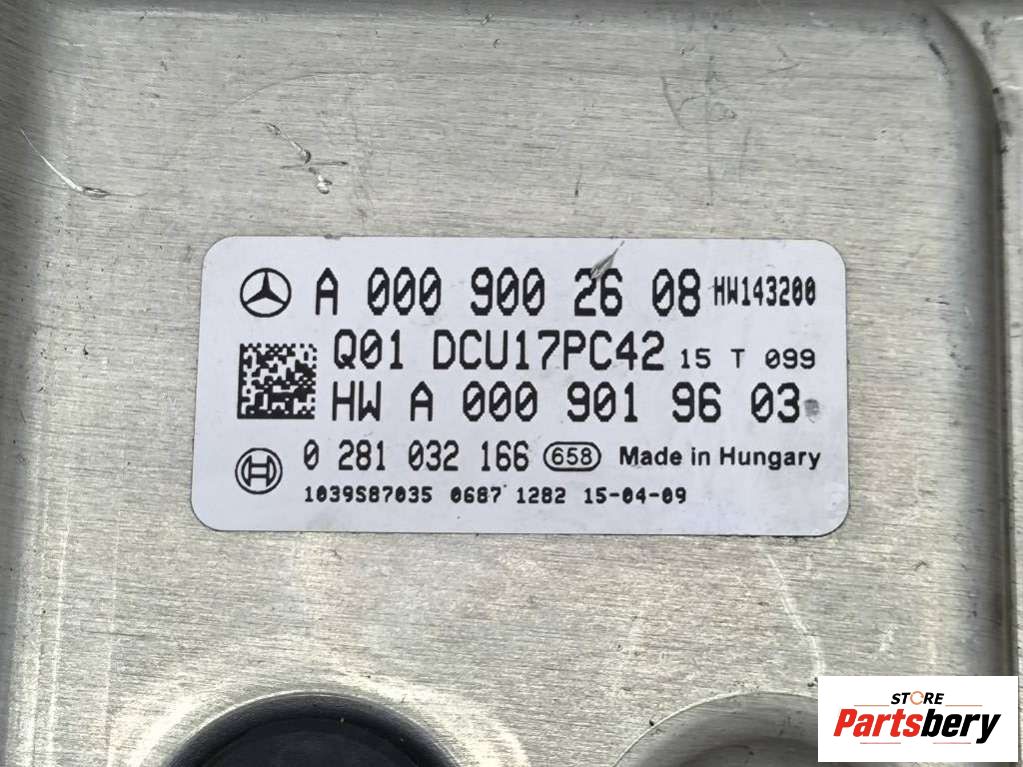 A 000 900 26 08 HW143200
Q01 DCU17PC42 15 T 099
HW A 000 901 96 03
0 281 032 166 658 Made in Hungary
1039S87035 0687 1282 15-04-09
STORE
Partsbery